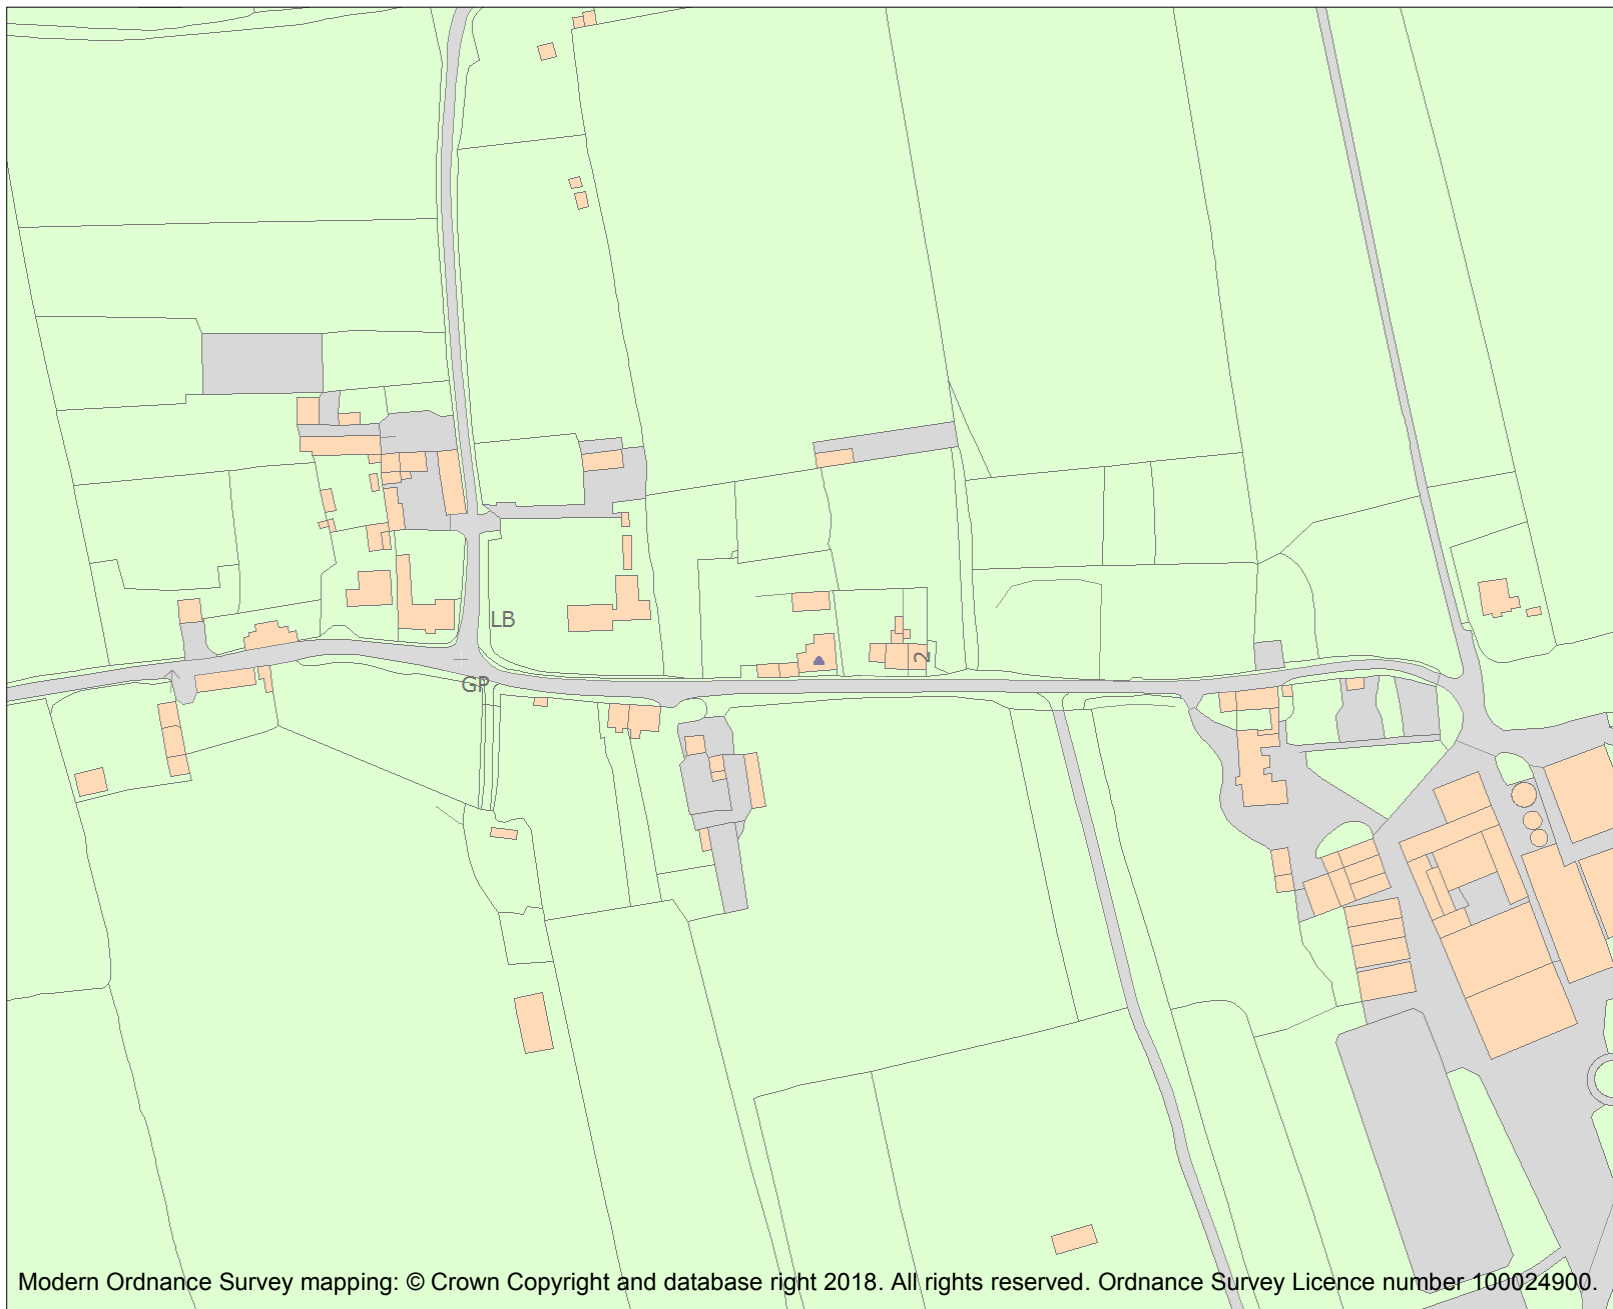 LB
2
GP
Modern Ordnance Survey mapping: © Crown Copyright and database right 2018. All rights reserved. Ordnance Survey Licence number 100024900.